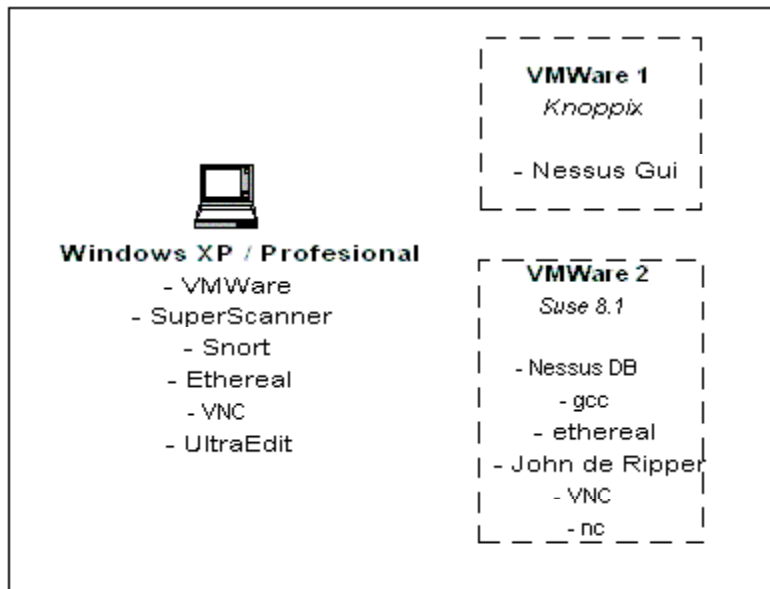 Windows XP / Profesional
- VMWare
- SuperScanner
- Snort
- Ethereal
- VNC
- UltraEdit
VMWare 1
Knoppix
- Nessus Gui
VMWare 2
Suse 8.1
- Nessus DB
- gcc
- ethereal
- John de Ripper
- VNC
- nc